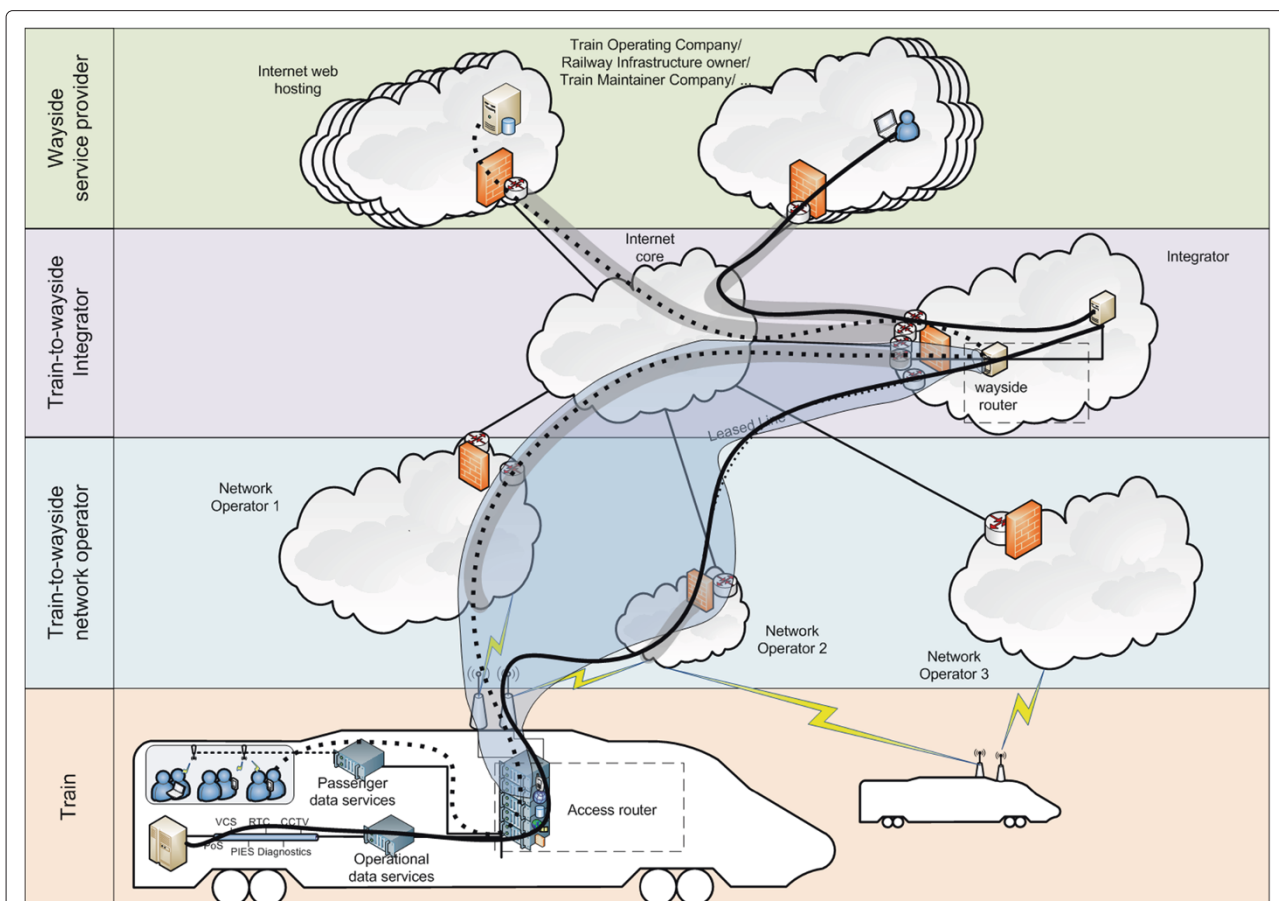 Wayside
service provider
Internet web
hosting
Train Operating Company/
Railway Infrastructure owner/
Train Maintainer Company/ ...
Train-to-wayside
Integrator
Internet
core
Integrator
wayside
router
Leased Line
Train-to-wayside
network operator
Network
Operator 1
Network
Operator 2
Network
Operator 3
Train
Passenger
data services
Access router
VCS RTC CCTV
PoS
PIES Diagnostics
Operational
data services